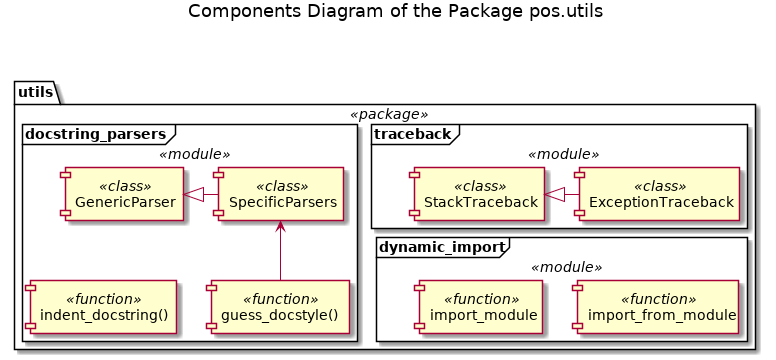 Components Diagram of the Package pos.utils
utils
«package»
docstring_parsers
«module»
«class»
GenericParser
«class»
SpecificParsers
«function»
indent_docstring()
«function»
guess_docstyle()
traceback
«module»
«class»
StackTraceback
«class»
ExceptionTraceback
dynamic_import
«module»
«function»
import_module
«function»
import_from_module